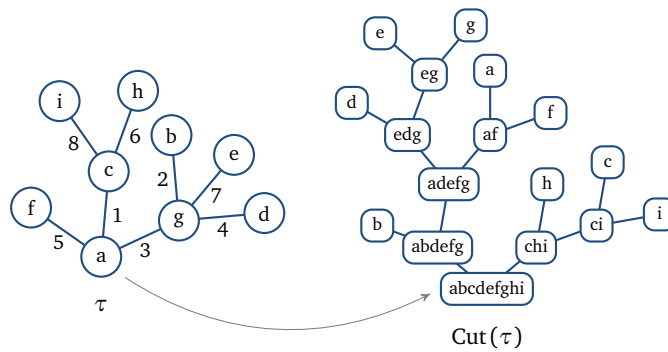 e
g
eg
a
h
i
d
f
b
6
8
e
edg
af
c
2
7
c
h
f
adefg
d
1
g
b
ci
i
5
3
4
abdefg
chi
a
abcdefghi
τ
Cut(τ)